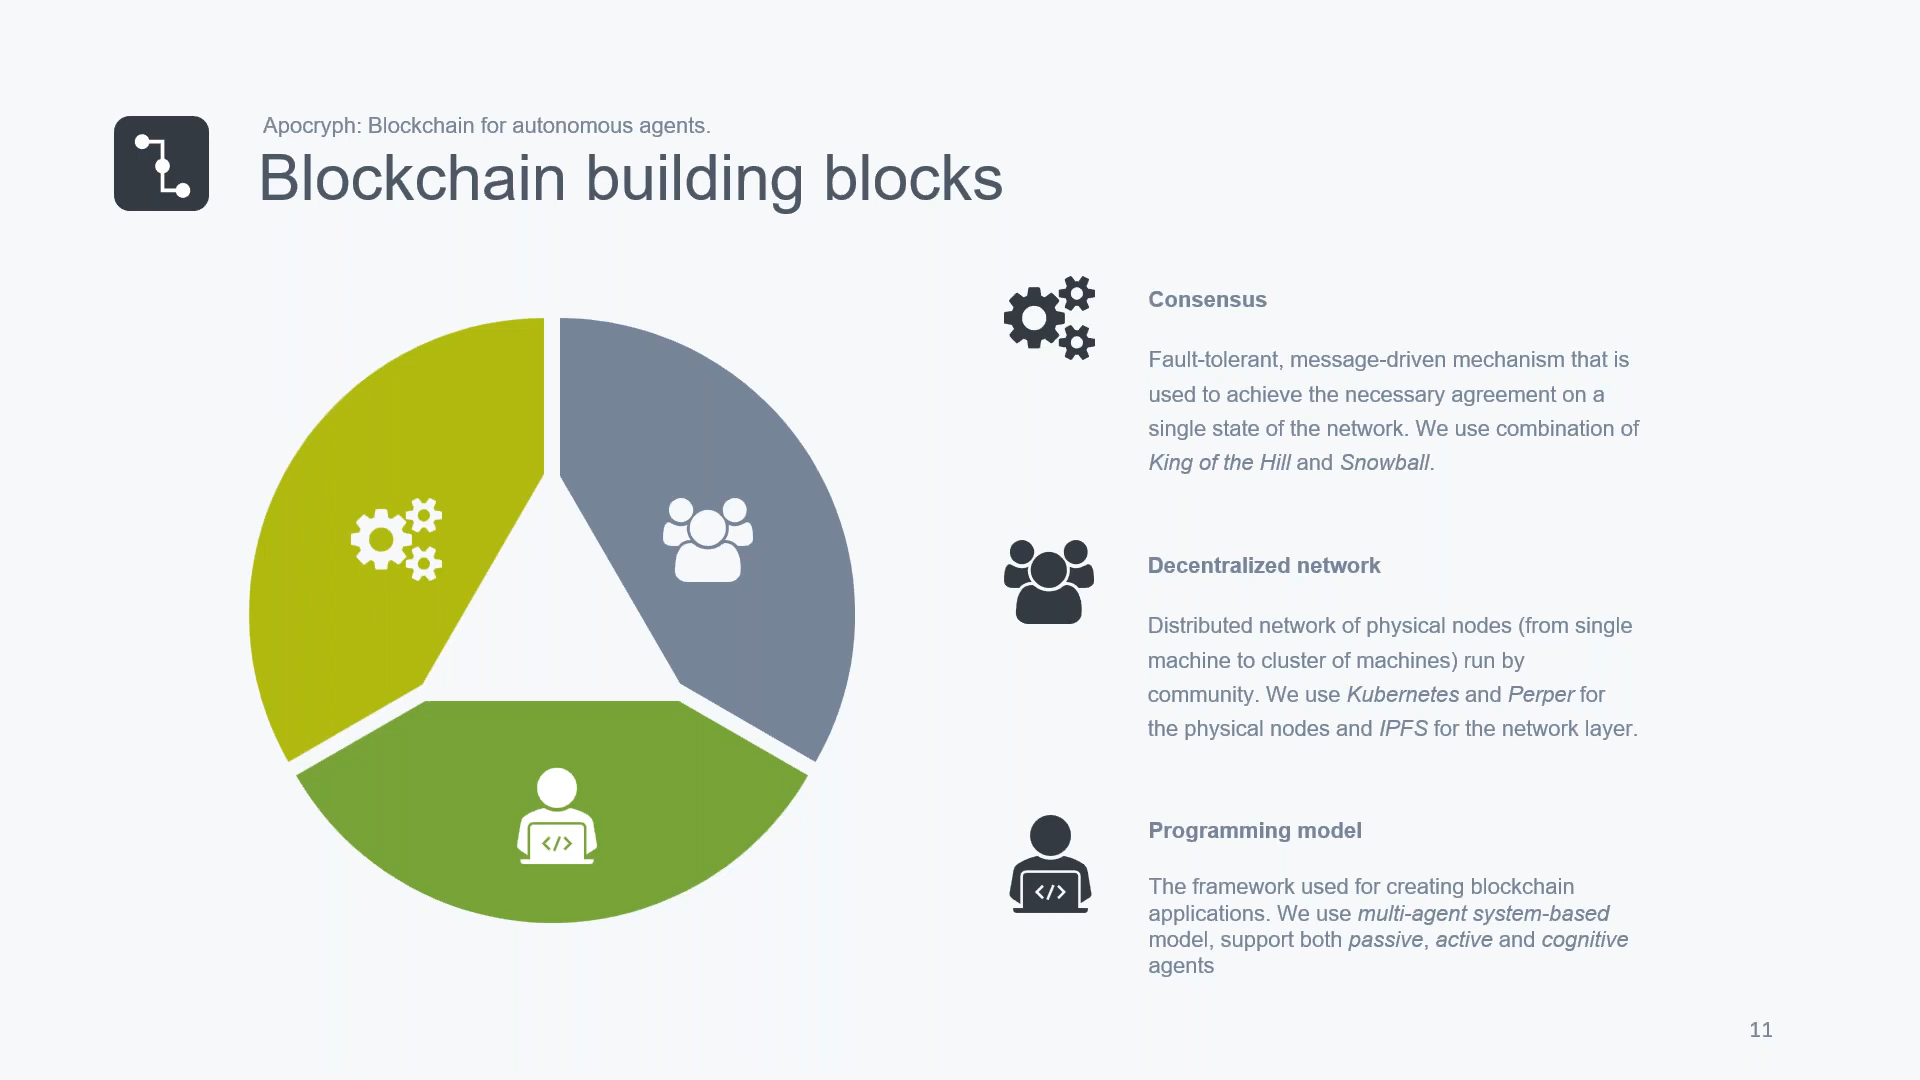 Apocryph: Blockchain for autonomous agents.
Blockchain building blocks
Consensus
Fault-tolerant, message-driven mechanism that is
used to achieve the necessary agreement on a
single state of the network. We use combination of
King of the Hill and Snowball.
Decentralized network
Distributed network of physical nodes (from single
machine to cluster of machines) run by
community. We use Kubernetes and Perper for
the physical nodes and IPFS for the network layer.
Programming model
The framework used for creating blockchain
applications. We use multi-agent system-based
model, support both passive, active and cognitive
agents
11